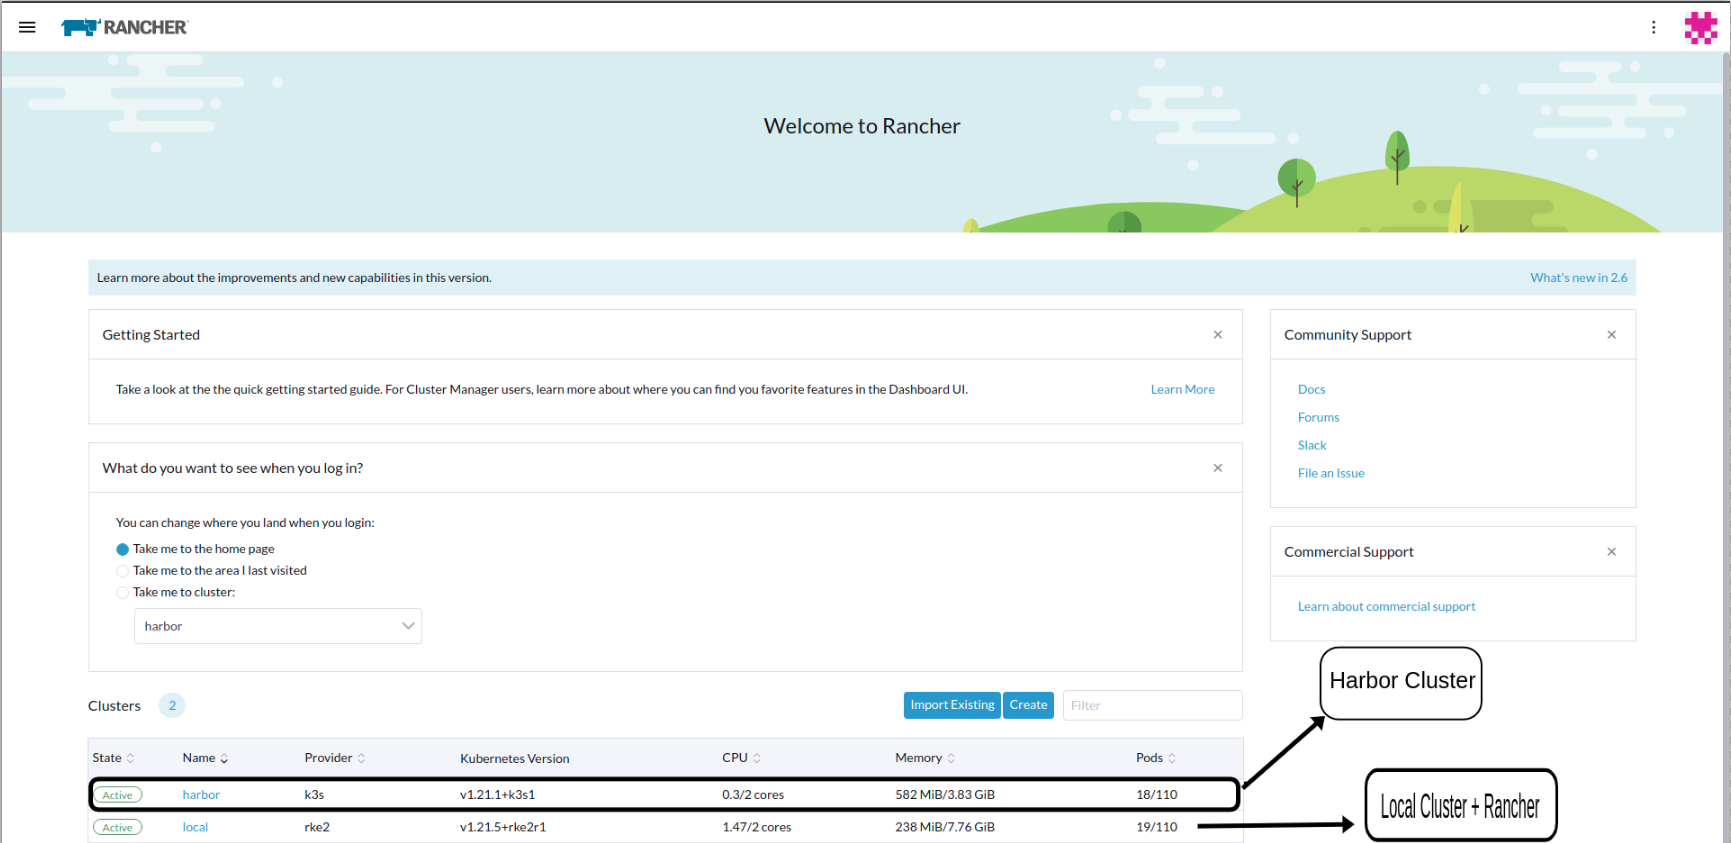 RANCHER
Welcome to Rancher
Learn more about the improvements and new capabilities in this version.
What's new in 2.6
Getting Started
Take a look at the the quick getting started guide. For Cluster Manager users, learn more about where you can find you favorite features in the Dashboard UI.
Learn More
Community Support
Docs
Forums
Slack
File an Issue
What do you want to see when you log in?
You can change where you land when you login:
Take me to the home page
Take me to the area I last visited
Take me to cluster:
harbor
Commercial Support
Learn about commercial support
Harbor Cluster
Clusters 2
Import Existing Create Filter
State Name Provider Kubernetes Version CPU Memory Pods
Active harbor k3s v1.21.1+k3s1 0.3/2 cores 582 MiB/3.83 GiB 18/110
Active local rke2 v1.21.5+rke2r1 1.47/2 cores 238 MiB/7.76 GiB 19/110
Local Cluster + Rancher